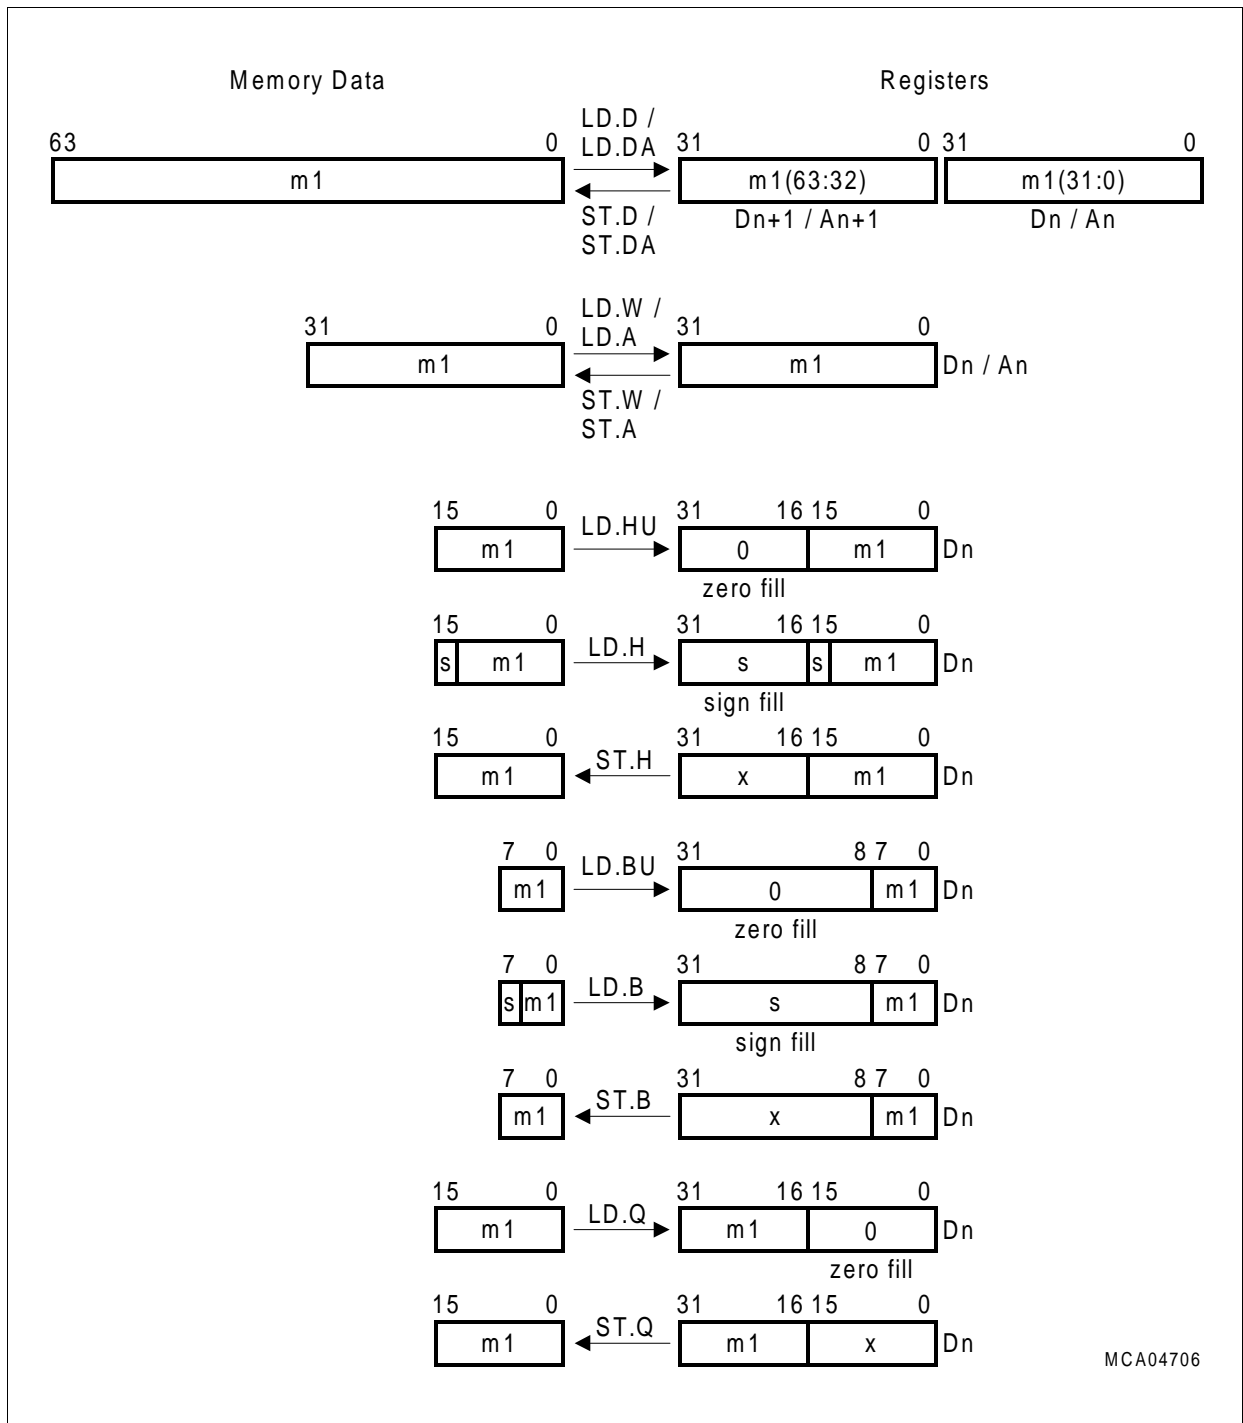 Memory Data Registers
LD.D /
63 0 LD.DA 31 0 31 0
m1 m1(63:32) m1(31:0)
ST.D / Dn+1 / An+1 Dn / An
ST.DA
LD.W /
31 0 LD.A 31 0
m1 m1 Dn / An
ST.W /
ST.A
15 0 LD.HU 31 16 15 0
m1 0 m1 Dn
zero fill
15 0 LD.H 31 16 15 0
s m1 s s m1 Dn
sign fill
15 0 ST.H 31 16 15 0
m1 x m1 Dn
7 0 LD.BU 31 8 7 0
m1 0 m1 Dn
zero fill
7 0 LD.B 31 8 7 0
s m1 s m1 Dn
sign fill
7 0 ST.B 31 8 7 0
m1 x m1 Dn
15 0 LD.Q 31 16 15 0
m1 m1 0 Dn
zero fill
15 0 ST.Q 31 16 15 0
m1 m1 x Dn
MCA04706